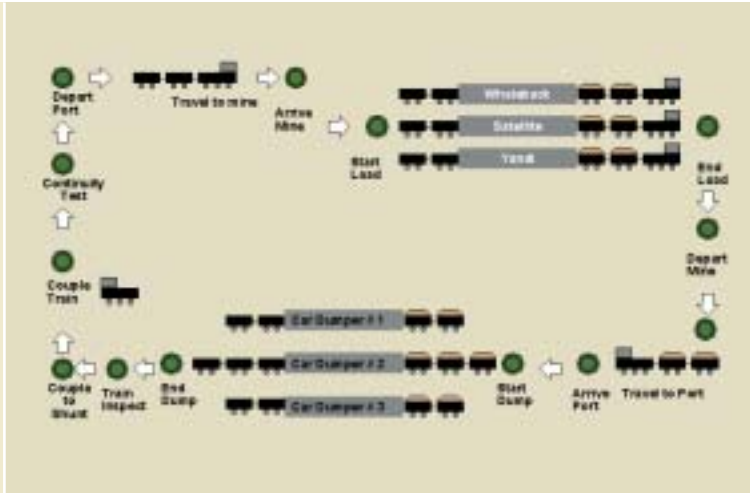 Depart
Port
Travel to mine
Arrive
Mine
Start
Load
Whaleback
Satellite
Yandi
End
Load
Depart
Mine
Continuity
Test
Couple
Train
Car Dumper # 1
Car Dumper # 2
Car Dumper # 3
Couple
to
Shunt
Train
Inspect
End
Dump
Start
Dump
Arrive
Port
Travel to Port